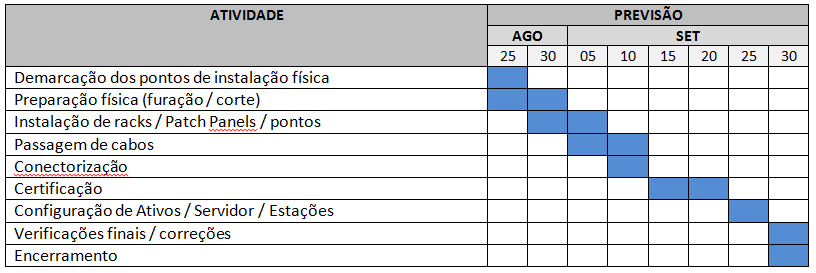 ATIVIDADE PREVISÃO
AGO SET
25 30 05 10 15 20 25 30
Demarcação dos pontos de instalação física
Preparação física (furação / corte)
Instalação de racks / Patch Panels / pontos
Passagem de cabos
Conectorização
Certificação
Configuração de Ativos / Servidor / Estações
Verificações finais / correções
Encerramento